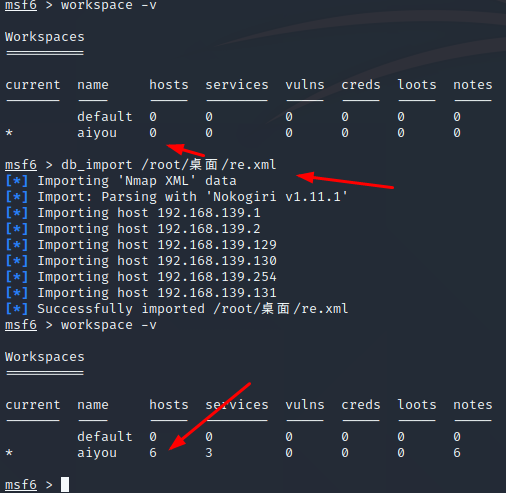 msf6 > workspace -v
Workspaces
==========
current  name     hosts  services  vulns  creds  loots  notes
-------  ----     -----  --------  -----  -----  -----  -----
         default  0      0         0      0      0      0
*        aiyou    0      0         0      0      0      0
msf6 > db_import /root/桌面/re.xml
[*] Importing 'Nmap XML' data
[*] Import: Parsing with 'Nokogiri v1.11.1'
[*] Importing host 192.168.139.1
[*] Importing host 192.168.139.2
[*] Importing host 192.168.139.129
[*] Importing host 192.168.139.130
[*] Importing host 192.168.139.254
[*] Importing host 192.168.139.131
[*] Successfully imported /root/桌面/re.xml
msf6 > workspace -v
Workspaces
==========
current  name     hosts  services  vulns  creds  loots  notes
-------  ----     -----  --------  -----  -----  -----  -----
         default  0      0         0      0      0      0
*        aiyou    6      3         0      0      0      6
msf6 >